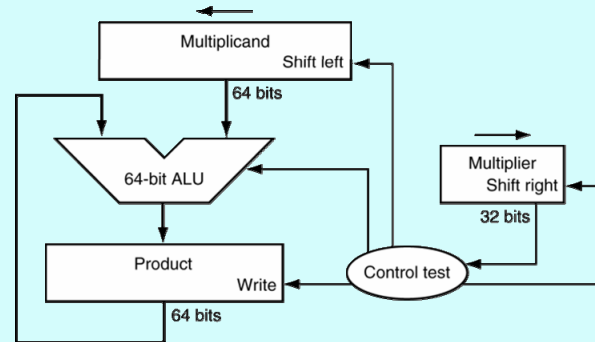 Multiplicand
Shift left
64 bits
64-bit ALU
Multiplier
Shift right
32 bits
Product
Write
Control test
64 bits